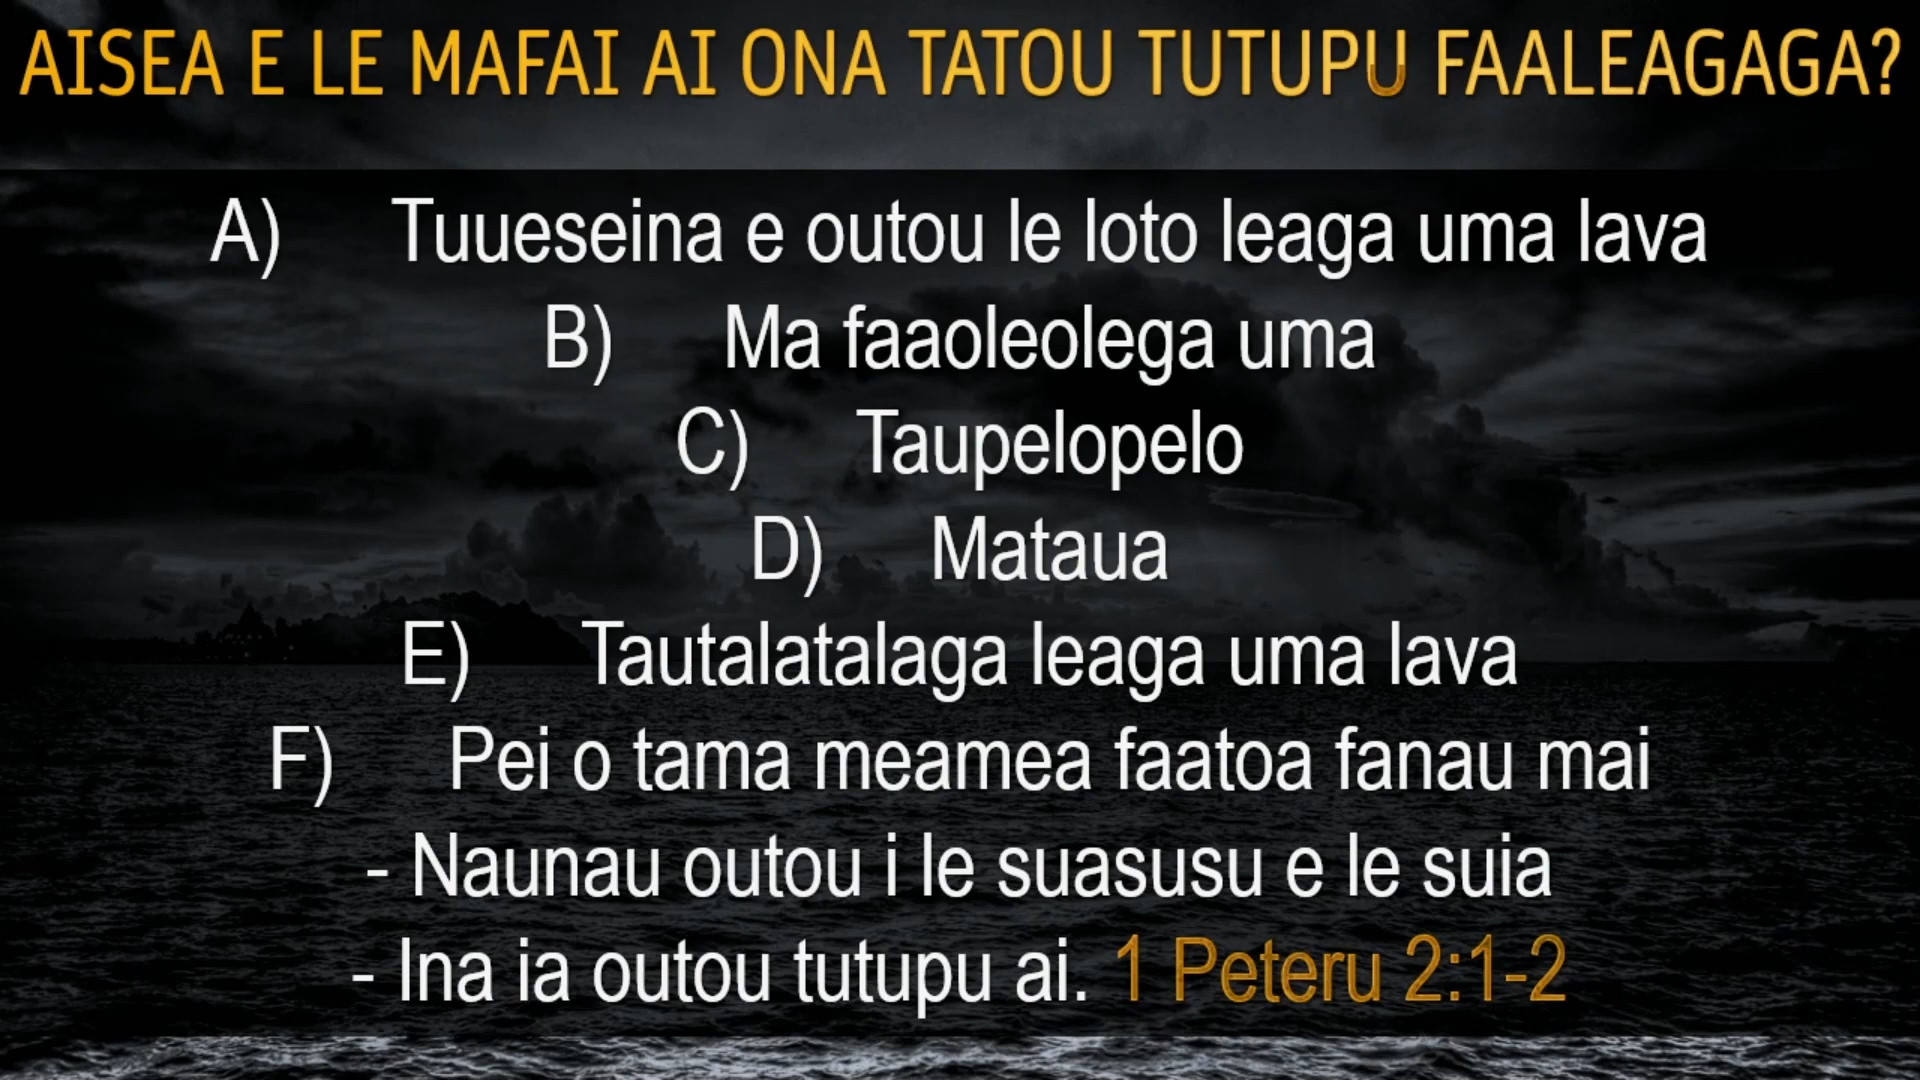 AISEA E LE MAFAI AI ONA TATOU TUTUPU FAALEAGAGA?
A) Tuueseina e outou le loto leaga uma lava
B) Ma faaoleolega uma
C) Taupelopelo
D) Mataua
E) Tautalatalaga leaga uma lava
F) Pei o tama meamea faatoa fanau mai
- Naunau outou i le suasusu e le suia
- Ina ia outou tutupu ai. 1 Peteru 2:1-2